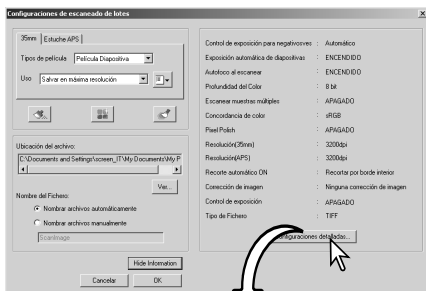 Configuraciones de escaneado de lotes
35mm
Estuche APS
Tipos de película
Película Diapositiva
Uso
Salvar en máxima resolución
Ubicación del archivo:
C:\Documents and Settings\screen_IT\My Documents\My P
Ver...
Nombre del Fichero:
Nombrar archivos automáticamente
Nombrar archivos manualmente
ScanImage
Hide Information
Cancelar
OK
Control de exposición para negativosves : Automático
Exposición automática de diapositivas : ENCENDIDO
Autofoco al escanear : ENCENDIDO
Profundidad del Color : 8 bit
Escanear muestras múltiples : APAGADO
Concordancia de color : sRGB
Pixel Polish : APAGADO
Resolución(35mm) : 3200dpi
Resolución(APS) : 3200dpi
Recorte automático ON : Recortar por borde interior
Corrección de imagen : Ninguna corrección de imagen
Control de exposición : APAGADO
Tipo de Fichero : TIFF
Configuraciones detalladas...